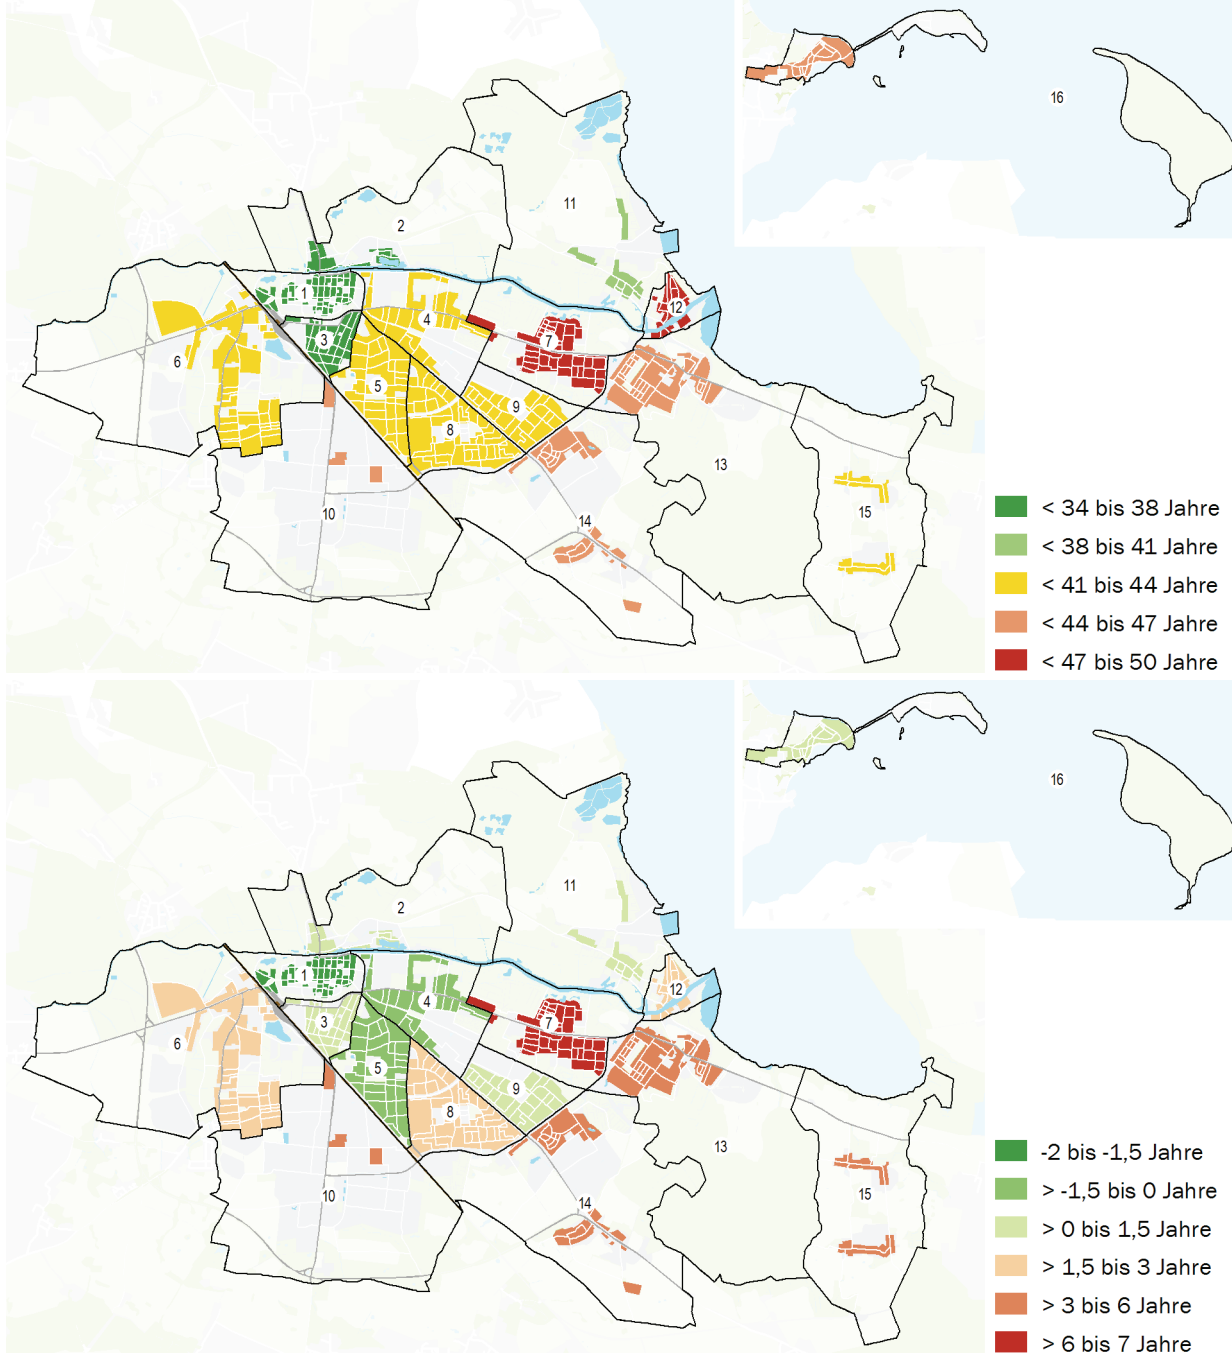 16
11
2
1
12
4
3
7
6
5
9
8
13
10
14
15
< 34 bis 38 Jahre
< 38 bis 41 Jahre
< 41 bis 44 Jahre
< 44 bis 47 Jahre
< 47 bis 50 Jahre
16
11
2
1
12
4
3
7
6
5
9
8
13
10
14
15
-2 bis -1,5 Jahre
> -1,5 bis 0 Jahre
> 0 bis 1,5 Jahre
> 1,5 bis 3 Jahre
> 3 bis 6 Jahre
> 6 bis 7 Jahre